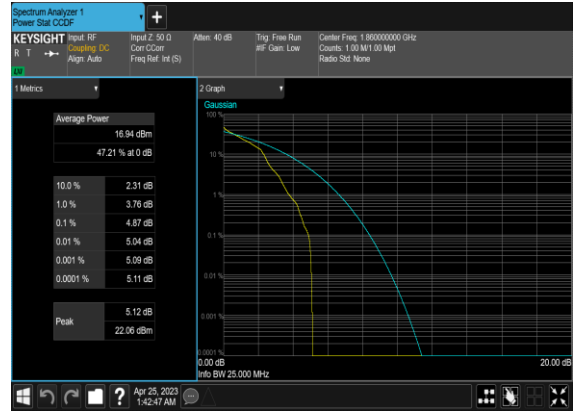 Spectrum Analyzer 1
Power Stat CCDF
KEYSIGHT
R T
LM
Input: RF
Coupling: DC
Align: Auto
Input Z: 50 Ω
Corr CCorr
Freq Ref: Int (S)
Atten: 40 dB
Trig: Free Run
#IF Gain: Low
Center Freq: 1.860000000 GHz
Counts: 1.00 M/1.00 Mpt
Radio Std: None
1 Metrics
Average Power
16.94 dBm
47.21 % at 0 dB
10.0 % 2.31 dB
1.0 % 3.76 dB
0.1 % 4.87 dB
0.01 % 5.04 dB
0.001 % 5.09 dB
0.0001 % 5.11 dB
Peak
5.12 dB
22.06 dBm
2 Graph
Gaussian
100 %
10 %
1 %
0.1 %
0.01 %
0.001 %
0.0001 %
0.00 dB 20.00 dB
Info BW 25.000 MHz
?
Apr 25, 2023
1:42:47 AM